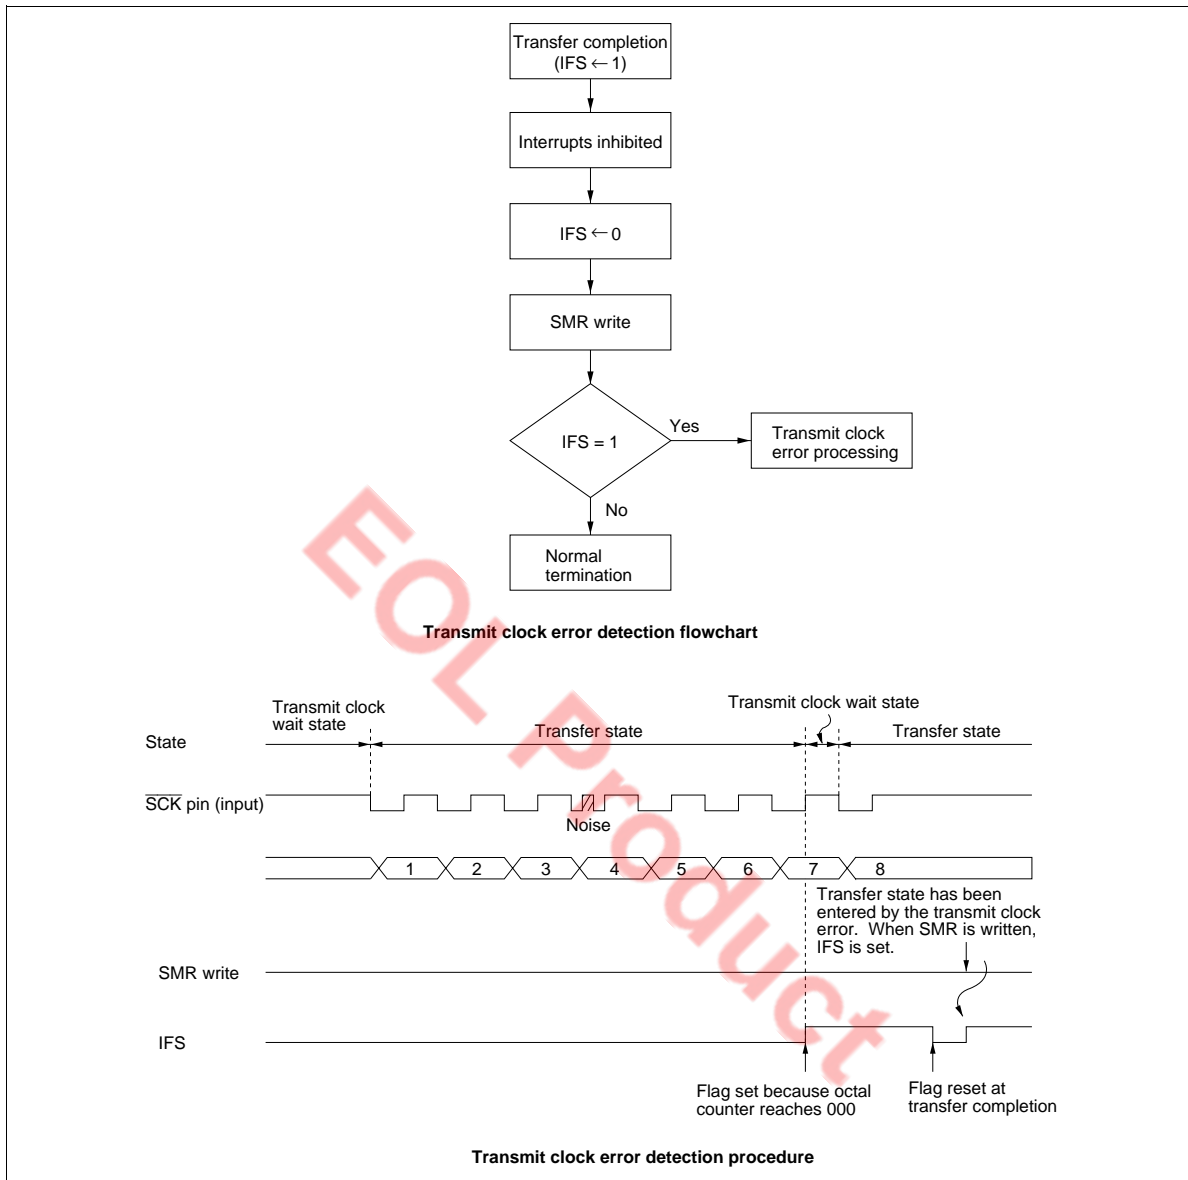 Transfer completion
(IFS ← 1)
Interrupts inhibited
IFS ← 0
SMR write
IFS = 1
Yes
Transmit clock
error processing
No
Normal
termination
Transmit clock error detection flowchart
Transmit clock
wait state
Transmit clock wait state
State
Transfer state
Transfer state
SCK pin (input)
Noise
1 2 3 4 5 6 7 8
Transfer state has been
entered by the transmit clock
error. When SMR is written,
IFS is set.
SMR write
IFS
Flag set because octal
counter reaches 000
Flag reset at
transfer completion
Transmit clock error detection procedure
EOL Product